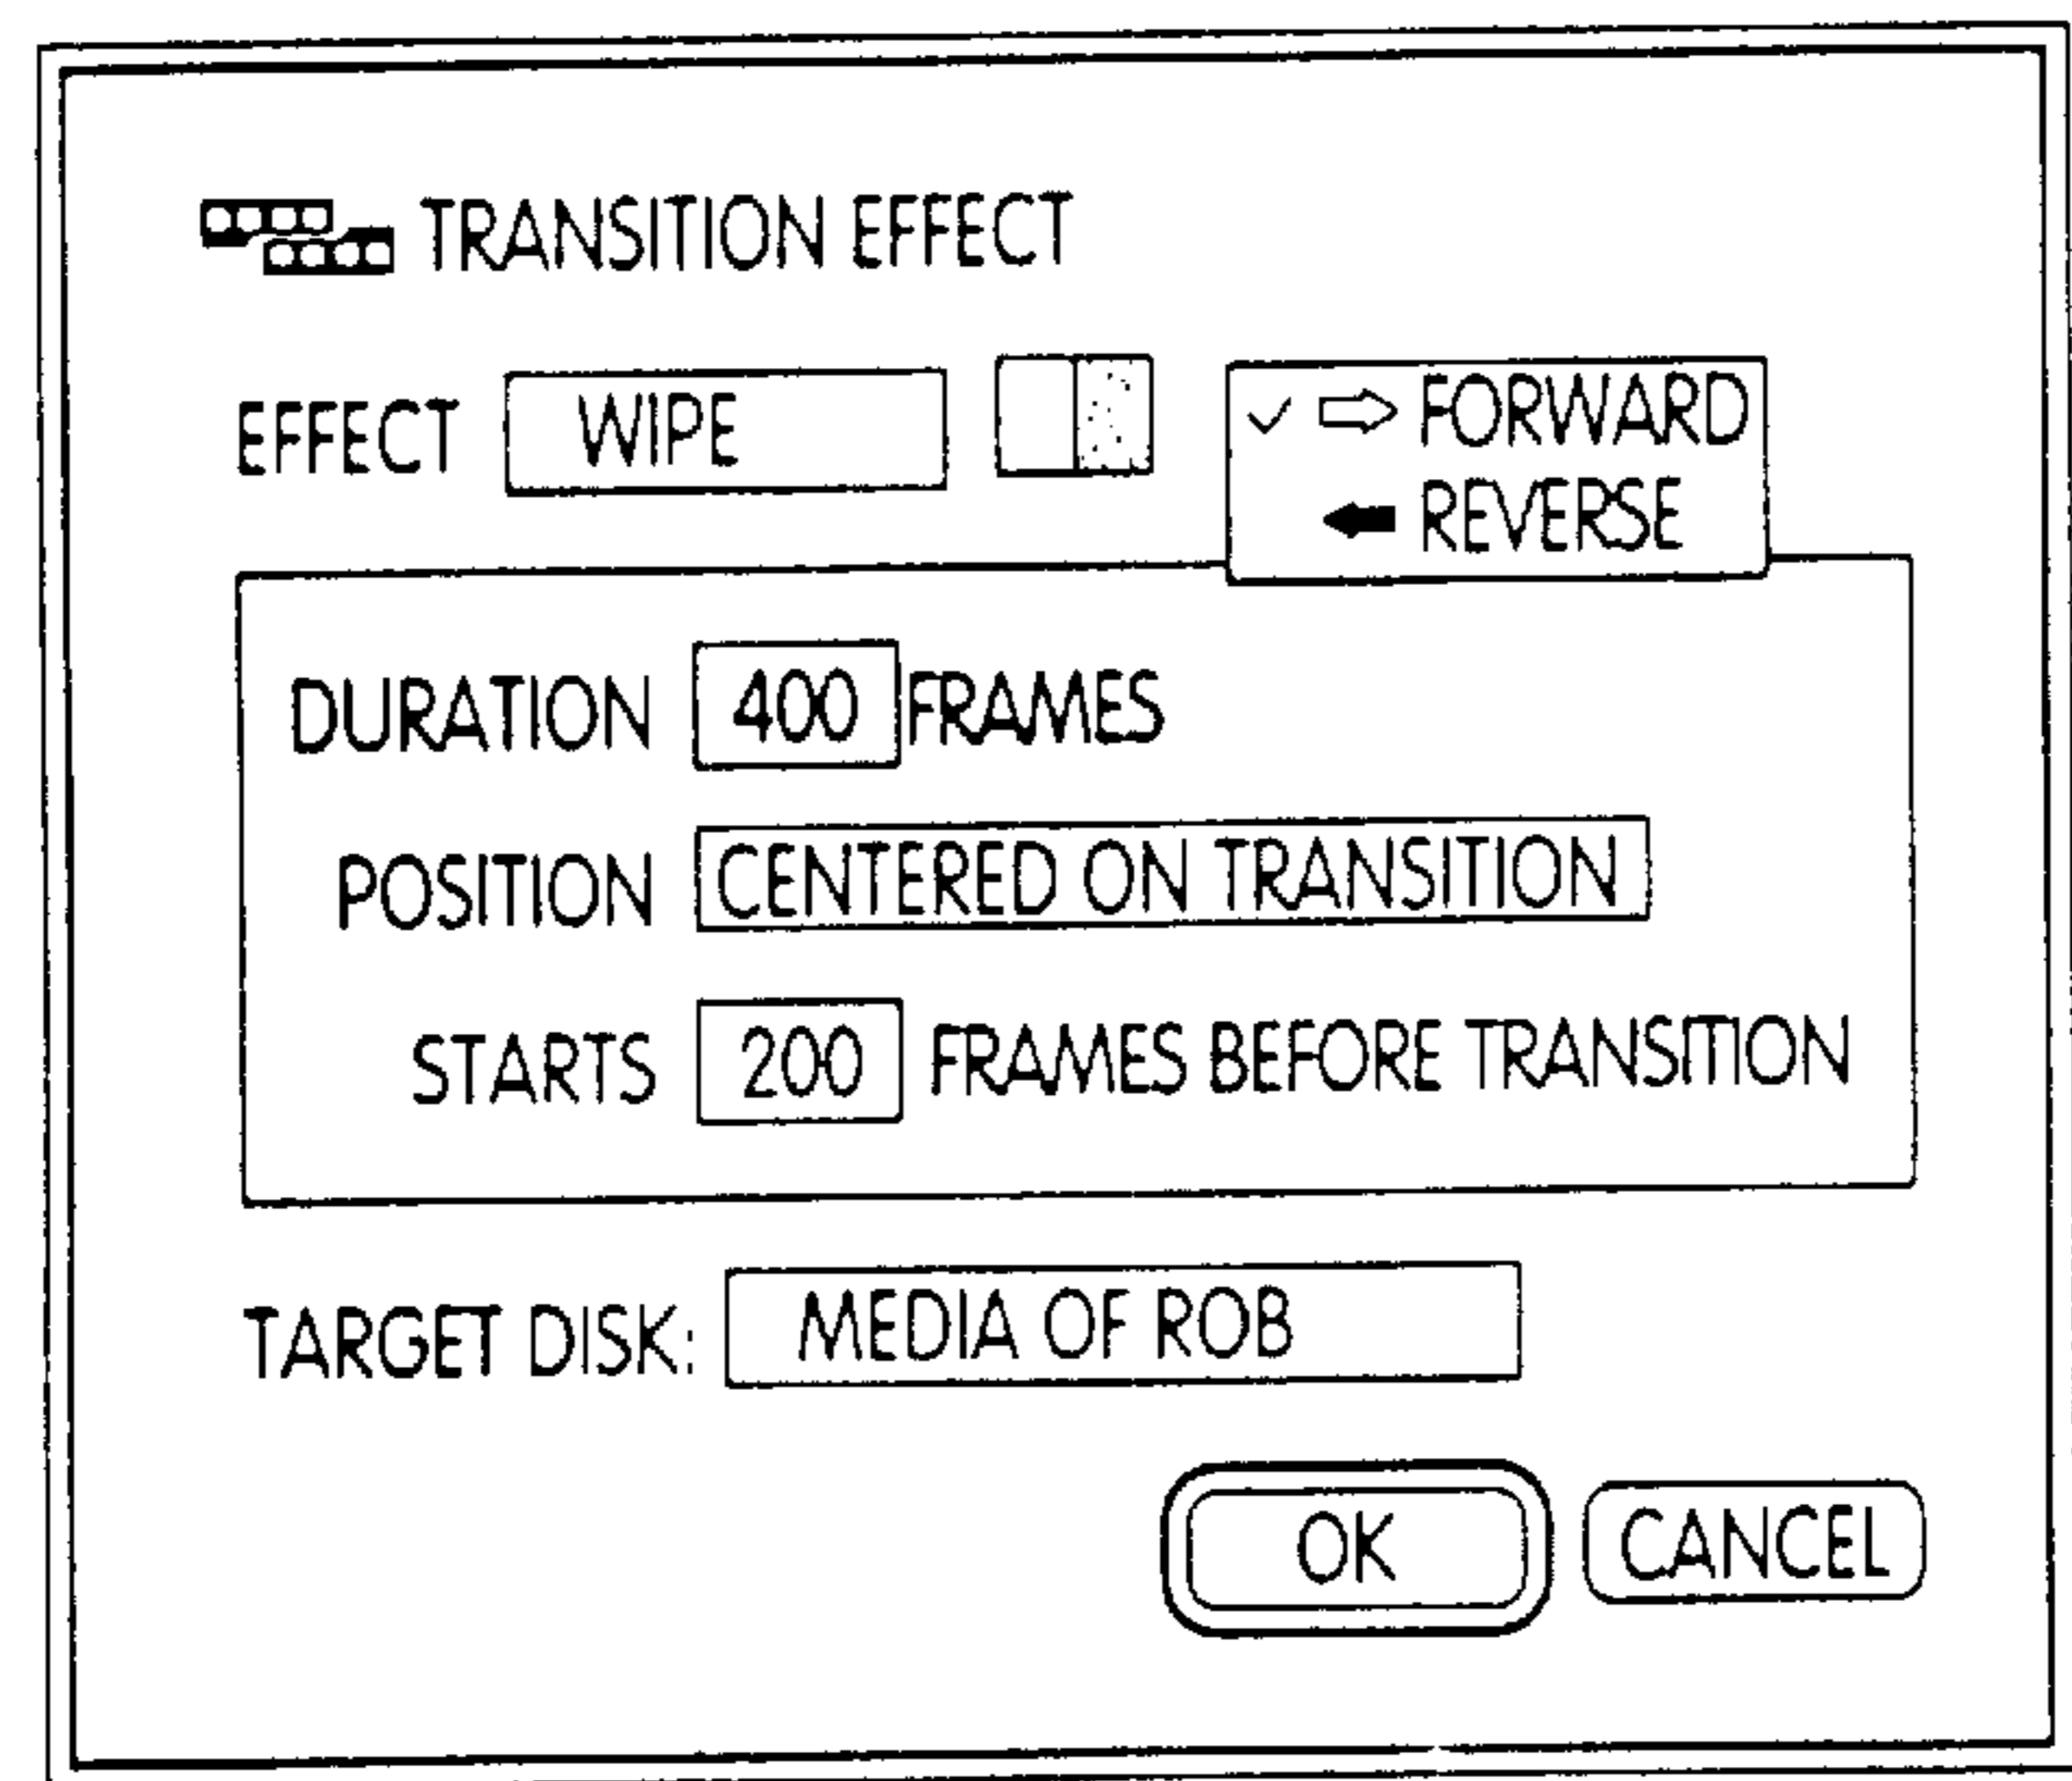 TRANSITION EFFECT
EFFECT WIPE
✓ ⇨ FORWARD
← REVERSE
DURATION 400 FRAMES
POSITION CENTERED ON TRANSITION
STARTS 200 FRAMES BEFORE TRANSITION
TARGET DISK: MEDIA OF ROB
OK CANCEL